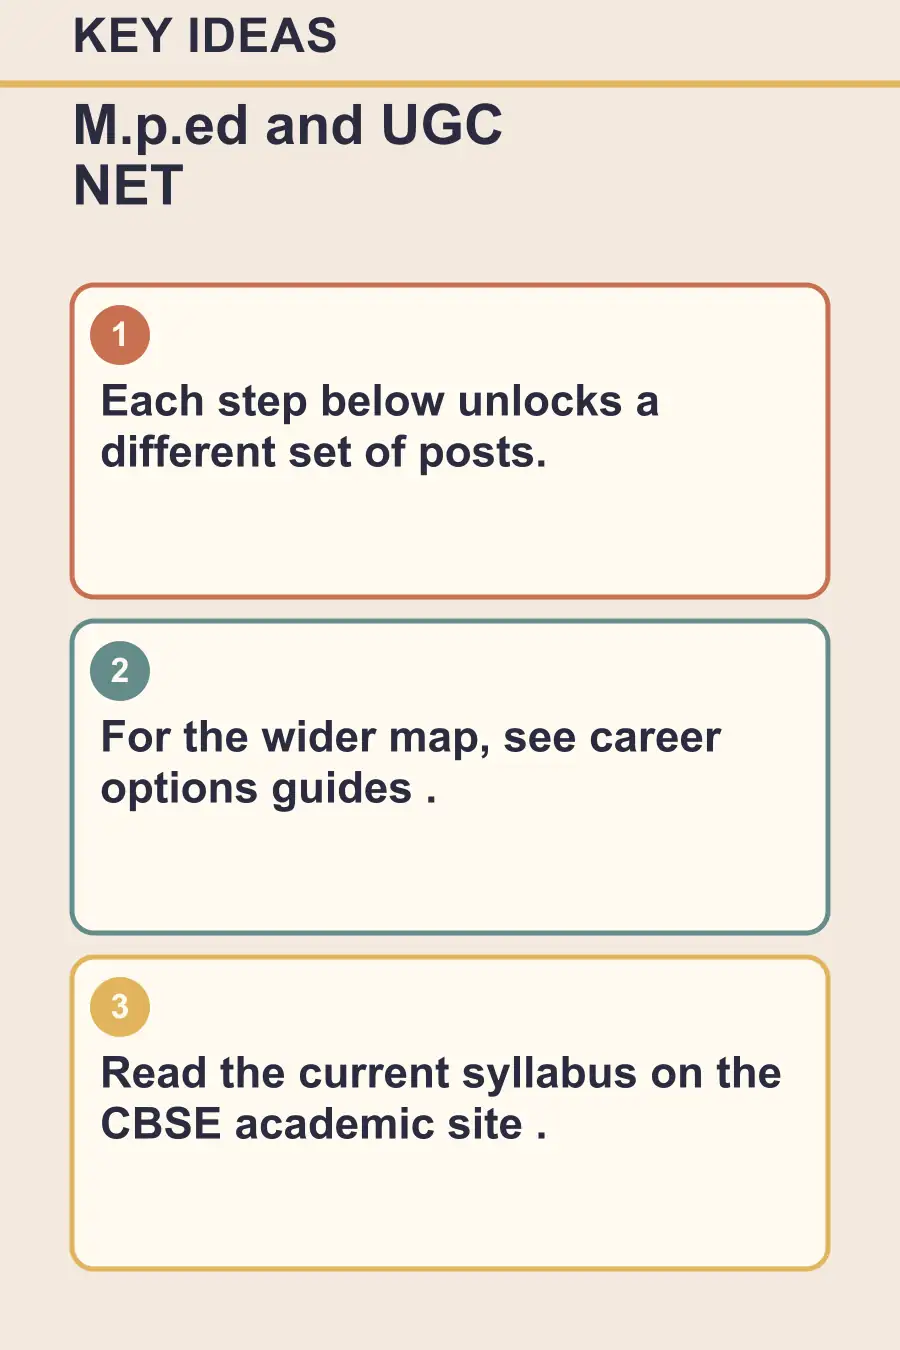 KEY IDEAS
M.p.ed and UGC
NET
1
Each step below unlocks a
different set of posts.
2
For the wider map, see career
options guides .
3
Read the current syllabus on the
CBSE academic site .